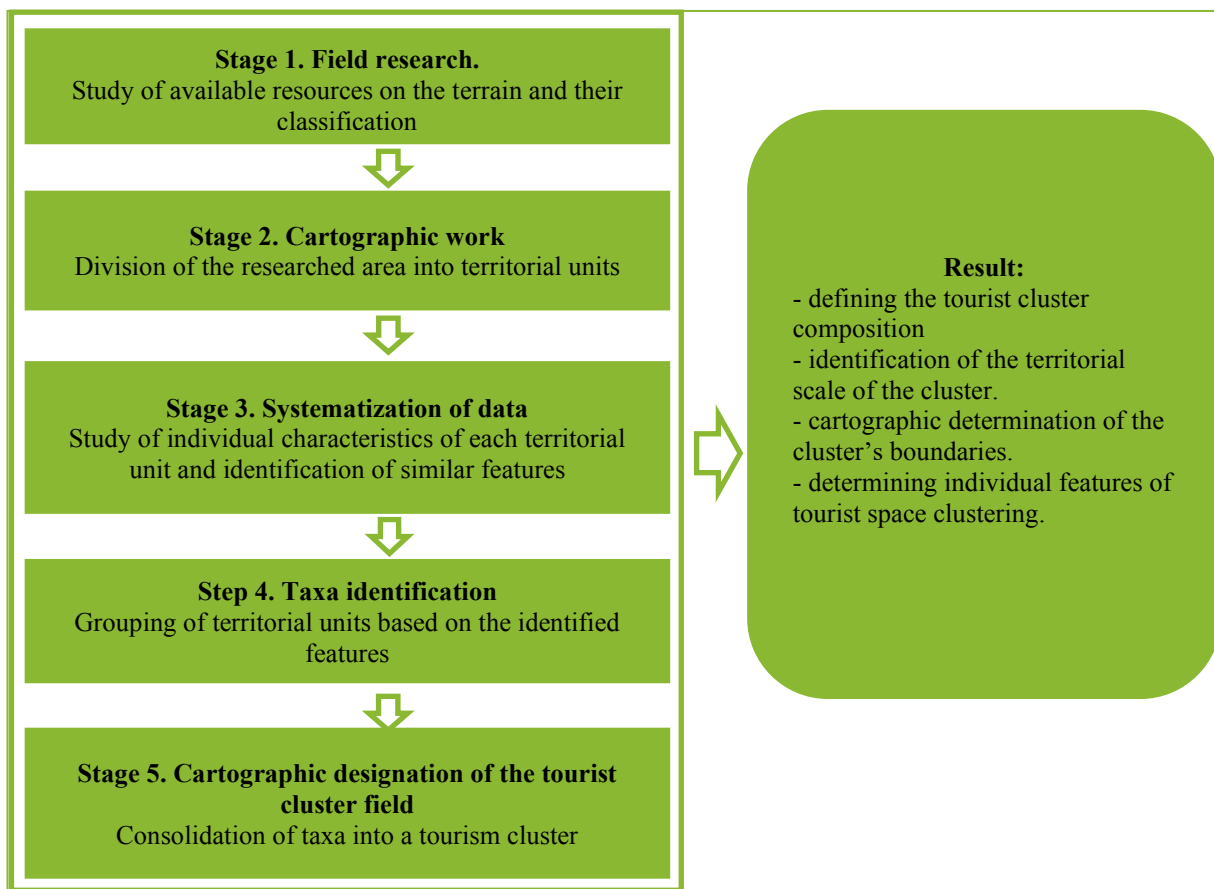 Stage 1. Field research.
Study of available resources on the terrain and their
classification
Stage 2. Cartographic work
Division of the researched area into territorial units
Stage 3. Systematization of data
Study of individual characteristics of each territorial
unit and identification of similar features
Step 4. Taxa identification
Grouping of territorial units based on the identified
features
Stage 5. Cartographic designation of the tourist
cluster field
Consolidation of taxa into a tourism cluster
Result:
- defining the tourist cluster
composition
- identification of the territorial
scale of the cluster.
- cartographic determination of the
cluster’s boundaries.
- determining individual features of
tourist space clustering.